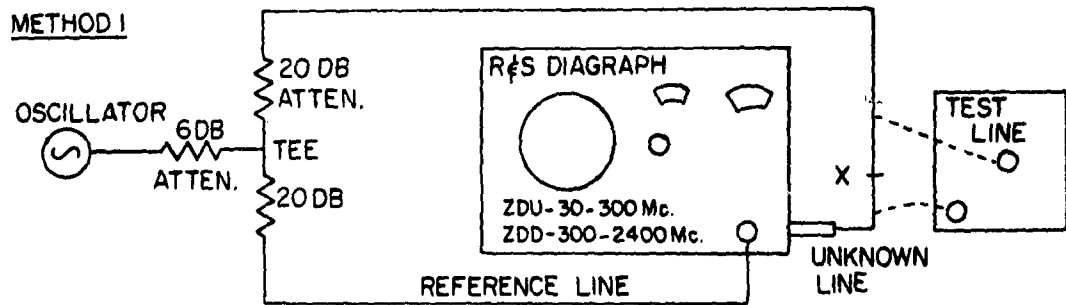 METHOD I
20 DB
ATTEN.
R&S DIAGRAPH
OSCILLATOR
6DB
ATTEN.
TEE
20 DB
TEST
LINE
X
ZDU-30-300 Mc.
ZDD-300-2400 Mc.
UNKNOWN
LINE
REFERENCE LINE